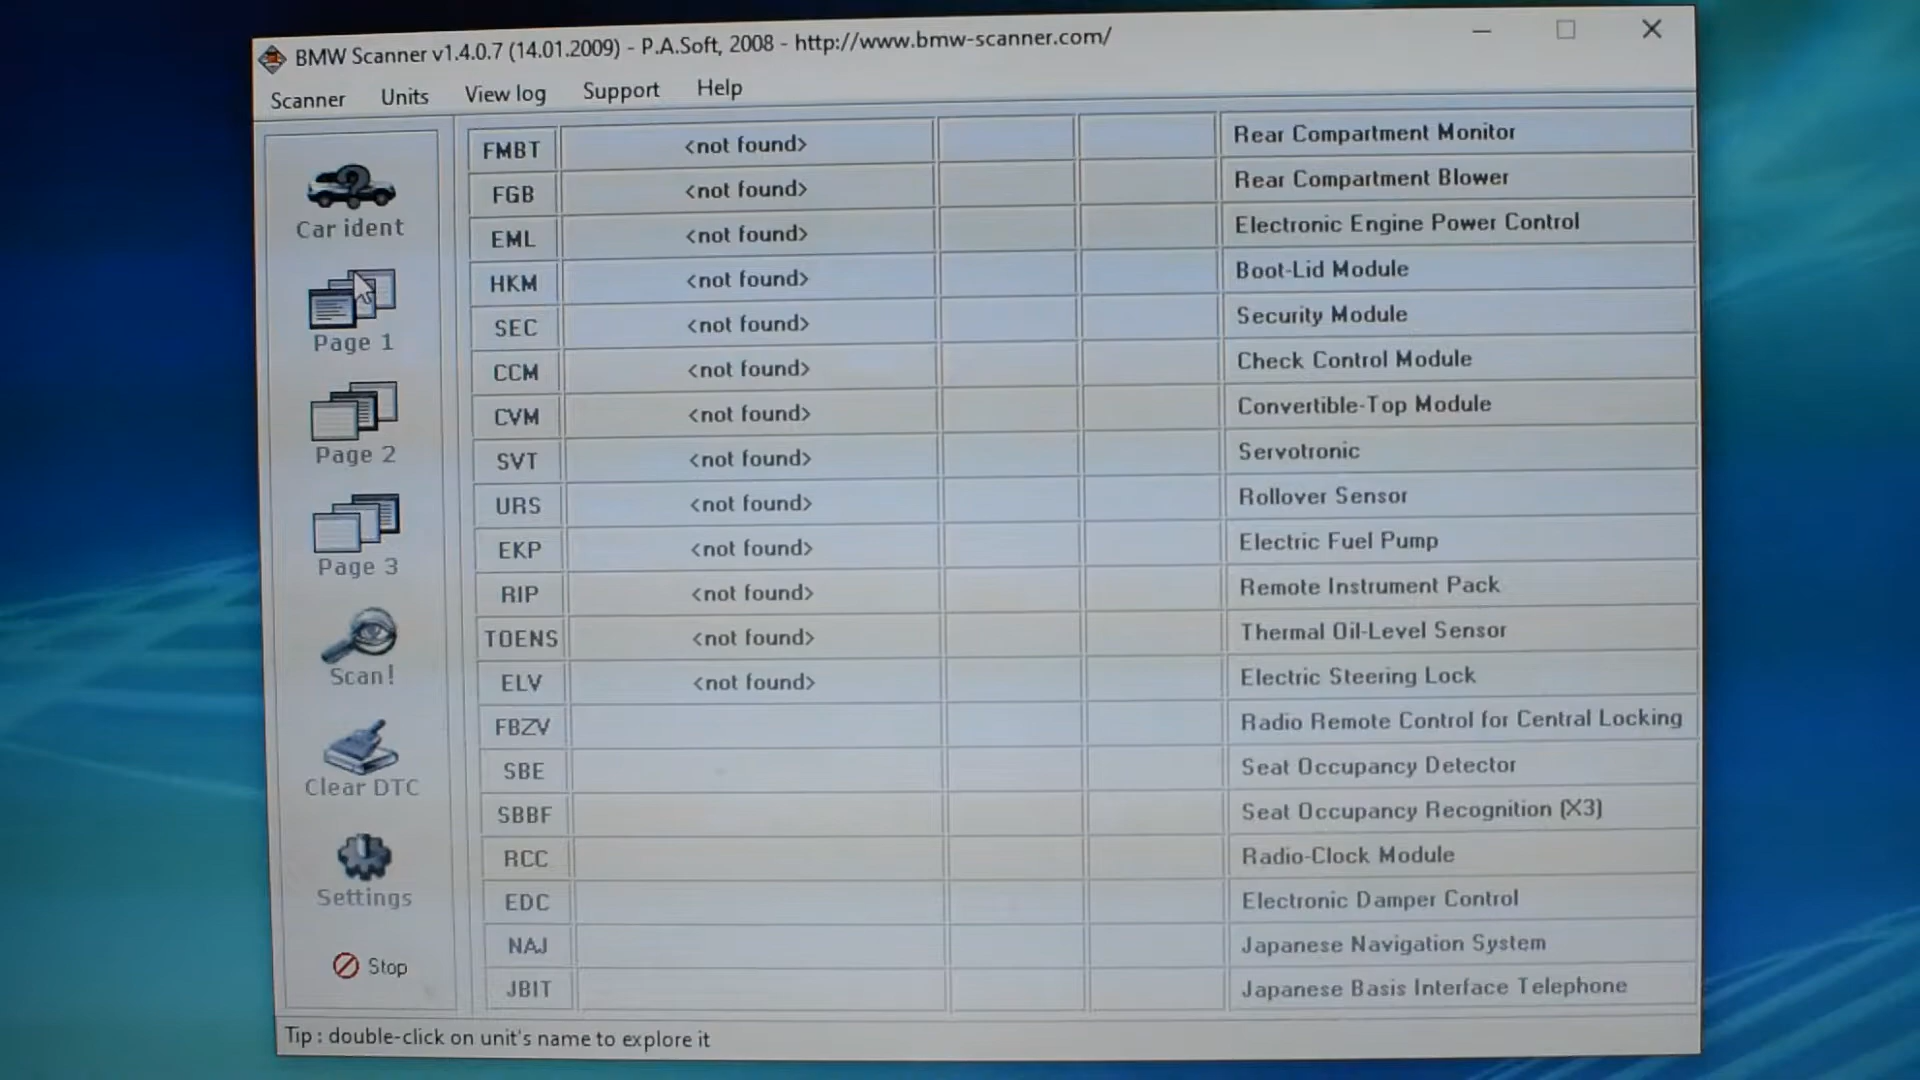 BMW Scanner v1.4.0.7 (14.01.2009) - P.A.Soft, 2008 - http://www.bmw-scanner.com/
Scanner Units View log Support Help
Car ident
Page 1
Page 2
Page 3
Scan!
Clear DTC
Settings
Stop
FMBT <not found> Rear Compartment Monitor
FGB <not found> Rear Compartment Blower
EML <not found> Electronic Engine Power Control
HKM <not found> Boot-Lid Module
SEC <not found> Security Module
CCM <not found> Check Control Module
CVM <not found> Convertible-Top Module
SVT <not found> Servotronic
URS <not found> Rollover Sensor
EKP <not found> Electric Fuel Pump
RIP <not found> Remote Instrument Pack
TOENS <not found> Thermal Oil-Level Sensor
ELV <not found> Electric Steering Lock
FBZV Radio Remote Control for Central Locking
SBE Seat Occupancy Detector
SBBF Seat Occupancy Recognition (X3)
RCC Radio-Clock Module
EDC Electronic Damper Control
NAJ Japanese Navigation System
JBIT Japanese Basis Interface Telephone
Tip : double-click on unit's name to explore it